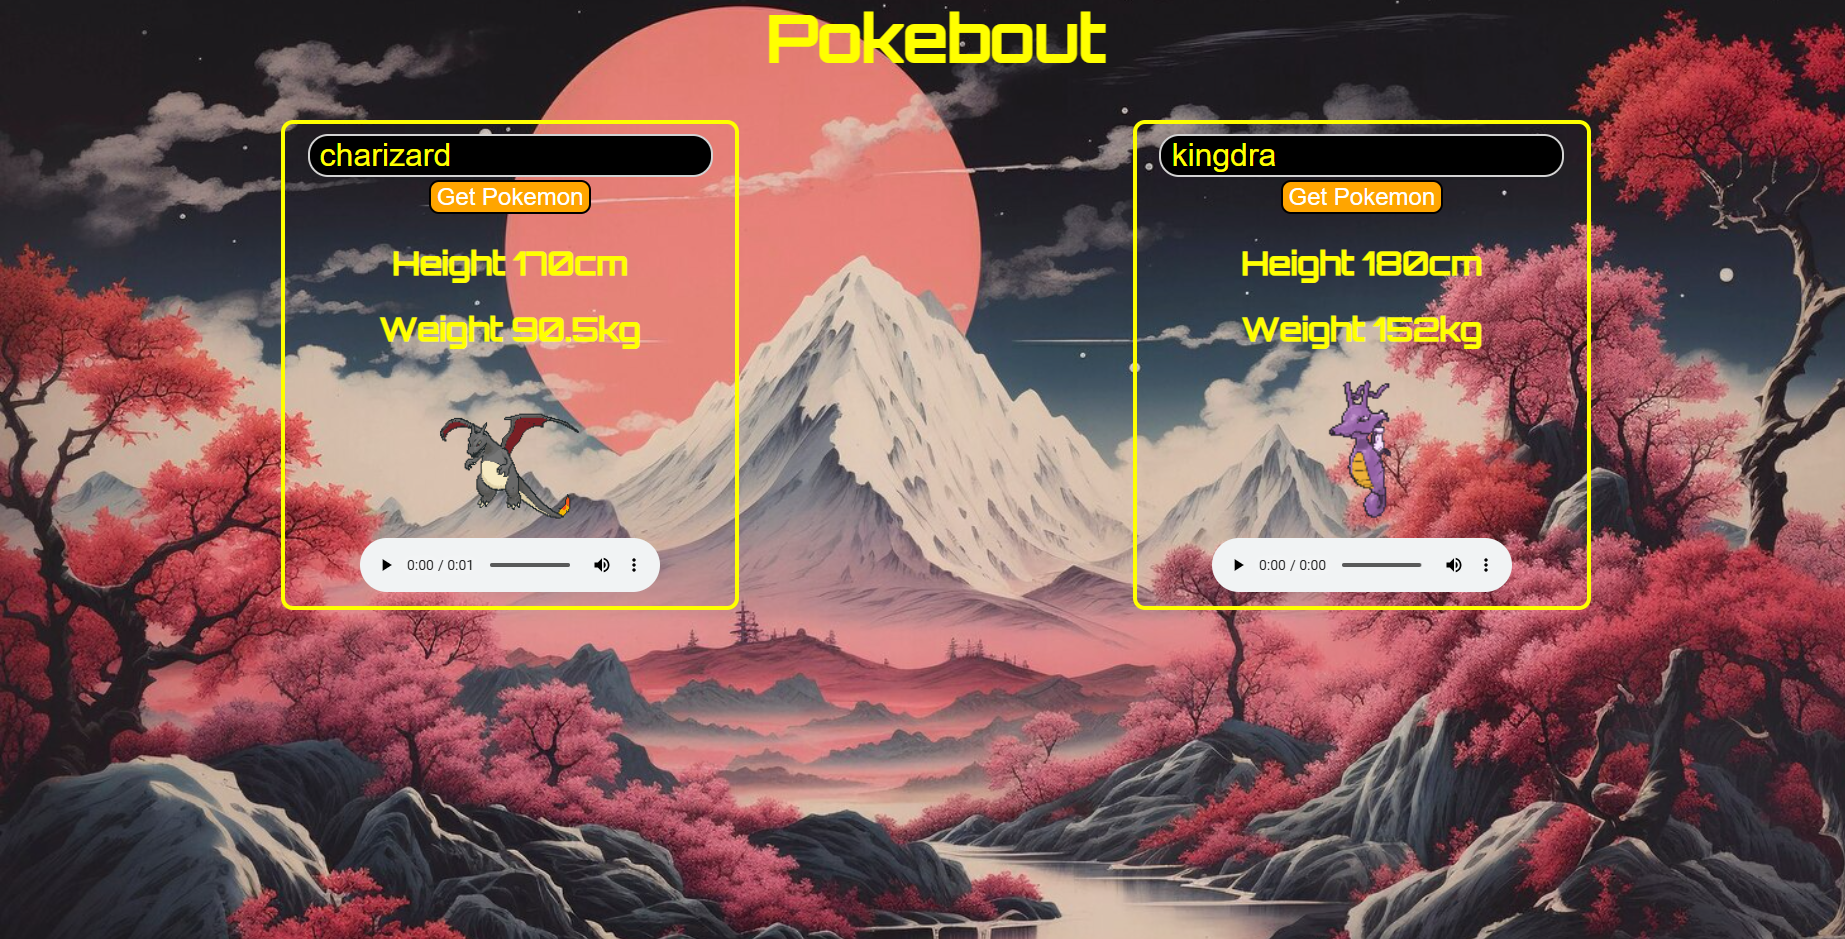 Pokebout
charizard
Get Pokemon
Height 170cm
Weight 90.5kg
0:00 / 0:01
kingdra
Get Pokemon
Height 180cm
Weight 152kg
0:00 / 0:00